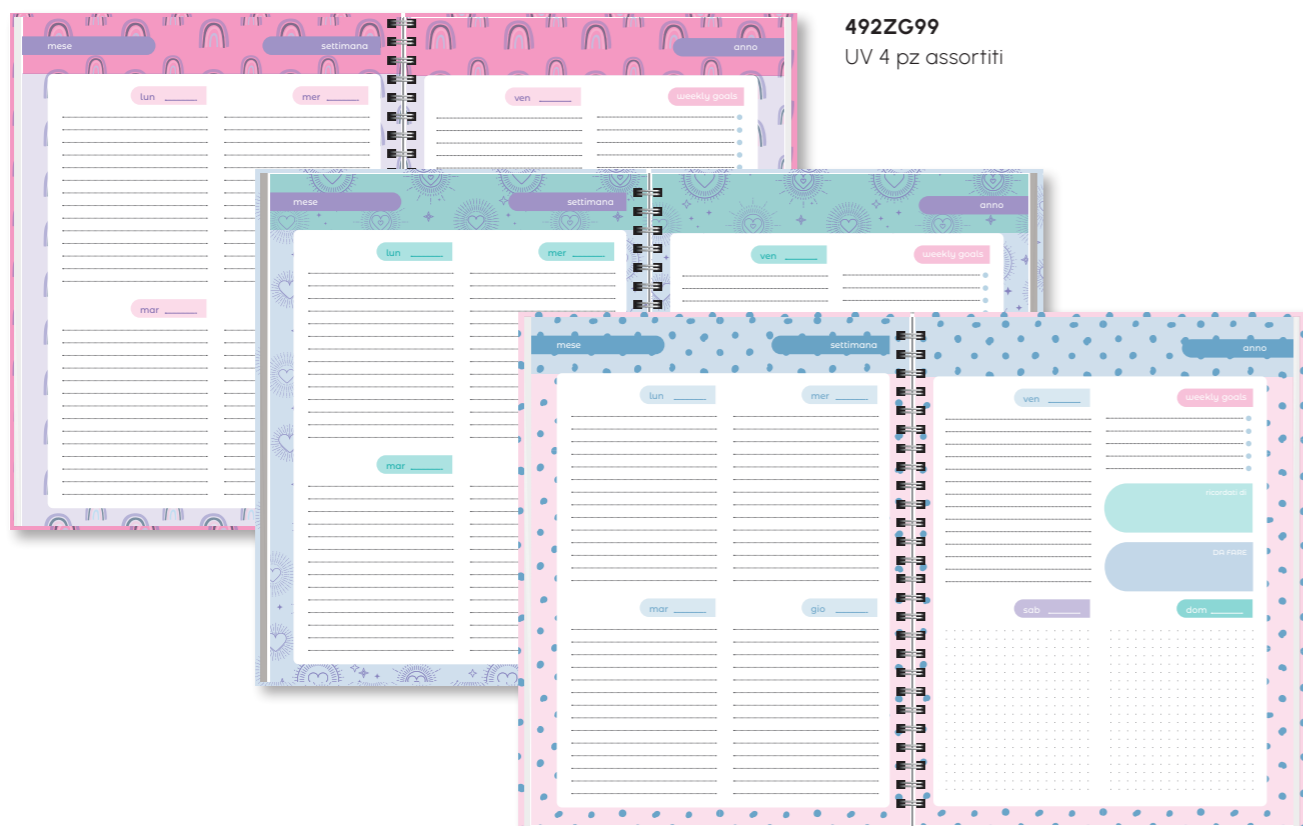 492ZG99
UV 4 pz assortiti
mese settimana anno
lun mer ven weekly goals
mar
mese settimana anno
lun mer ven weekly goals
mar
mese settimana anno
lun mer ven weekly goals
ricordati di
DA FARE
mar gio sab dom